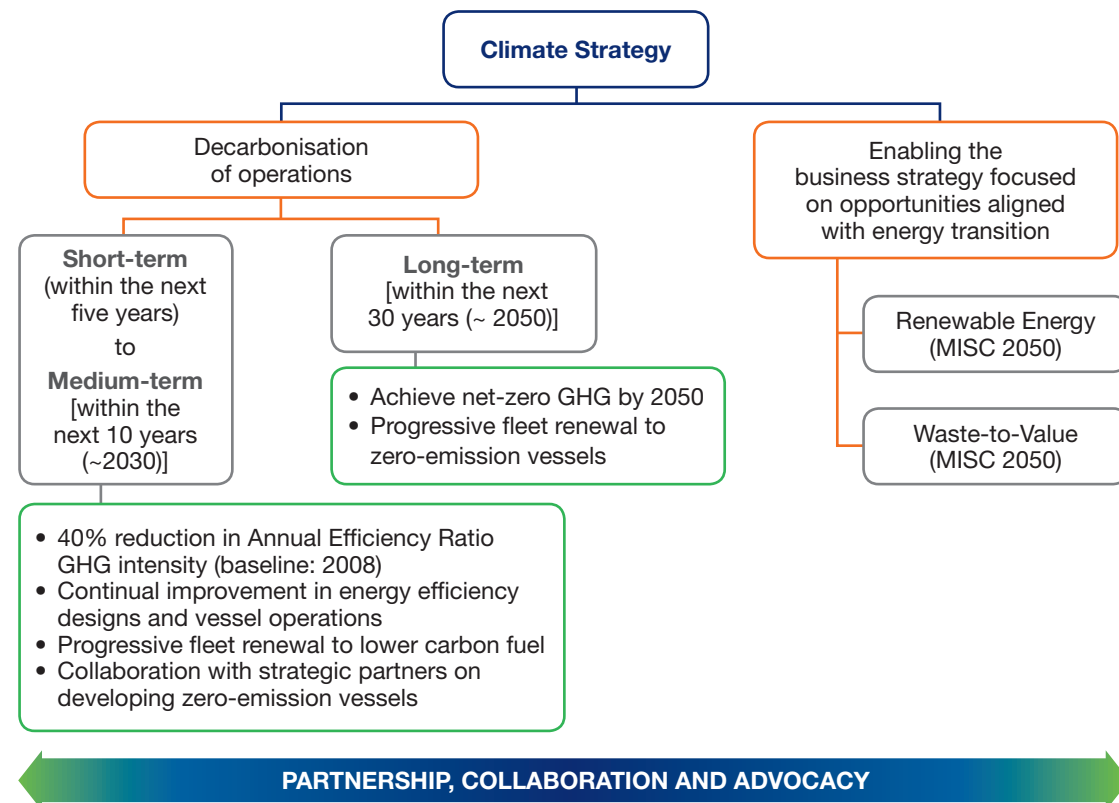 Climate Strategy
Decarbonisation
of operations
Enabling the
business strategy focused
on opportunities aligned
with energy transition
Short-term
(within the next
five years)
to
Medium-term
[within the
next 10 years
(~2030)]
Long-term
[within the next
30 years (~ 2050)]
• Achieve net-zero GHG by 2050
• Progressive fleet renewal to
zero-emission vessels
Renewable Energy
(MISC 2050)
Waste-to-Value
(MISC 2050)
• 40% reduction in Annual Efficiency Ratio
GHG intensity (baseline: 2008)
• Continual improvement in energy efficiency
designs and vessel operations
• Progressive fleet renewal to lower carbon fuel
• Collaboration with strategic partners on
developing zero-emission vessels
PARTNERSHIP, COLLABORATION AND ADVOCACY